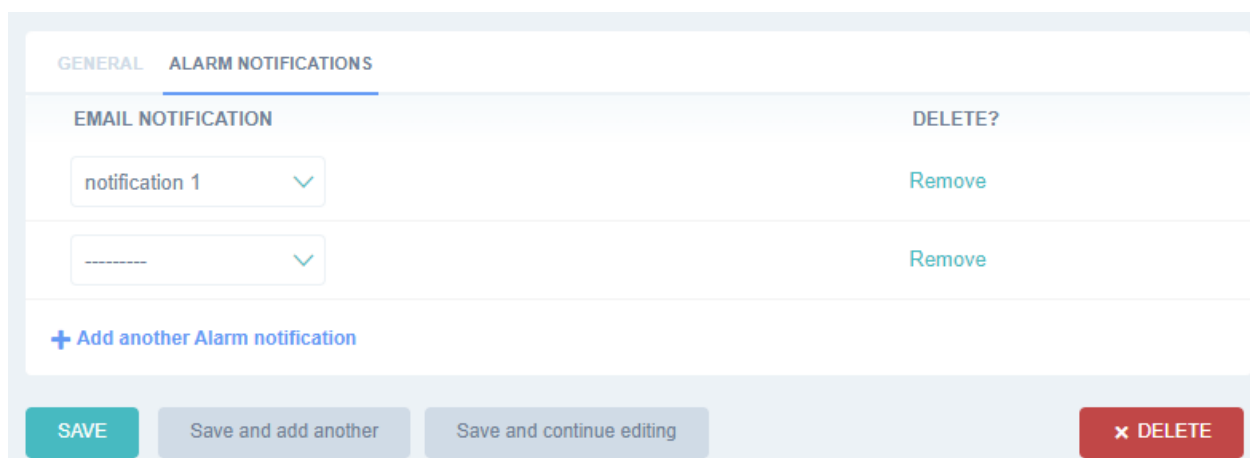 GENERAL ALARM NOTIFICATIONS
EMAIL NOTIFICATION DELETE?
notification 1 Remove
--------- Remove
+ Add another Alarm notification
SAVE Save and add another Save and continue editing × DELETE